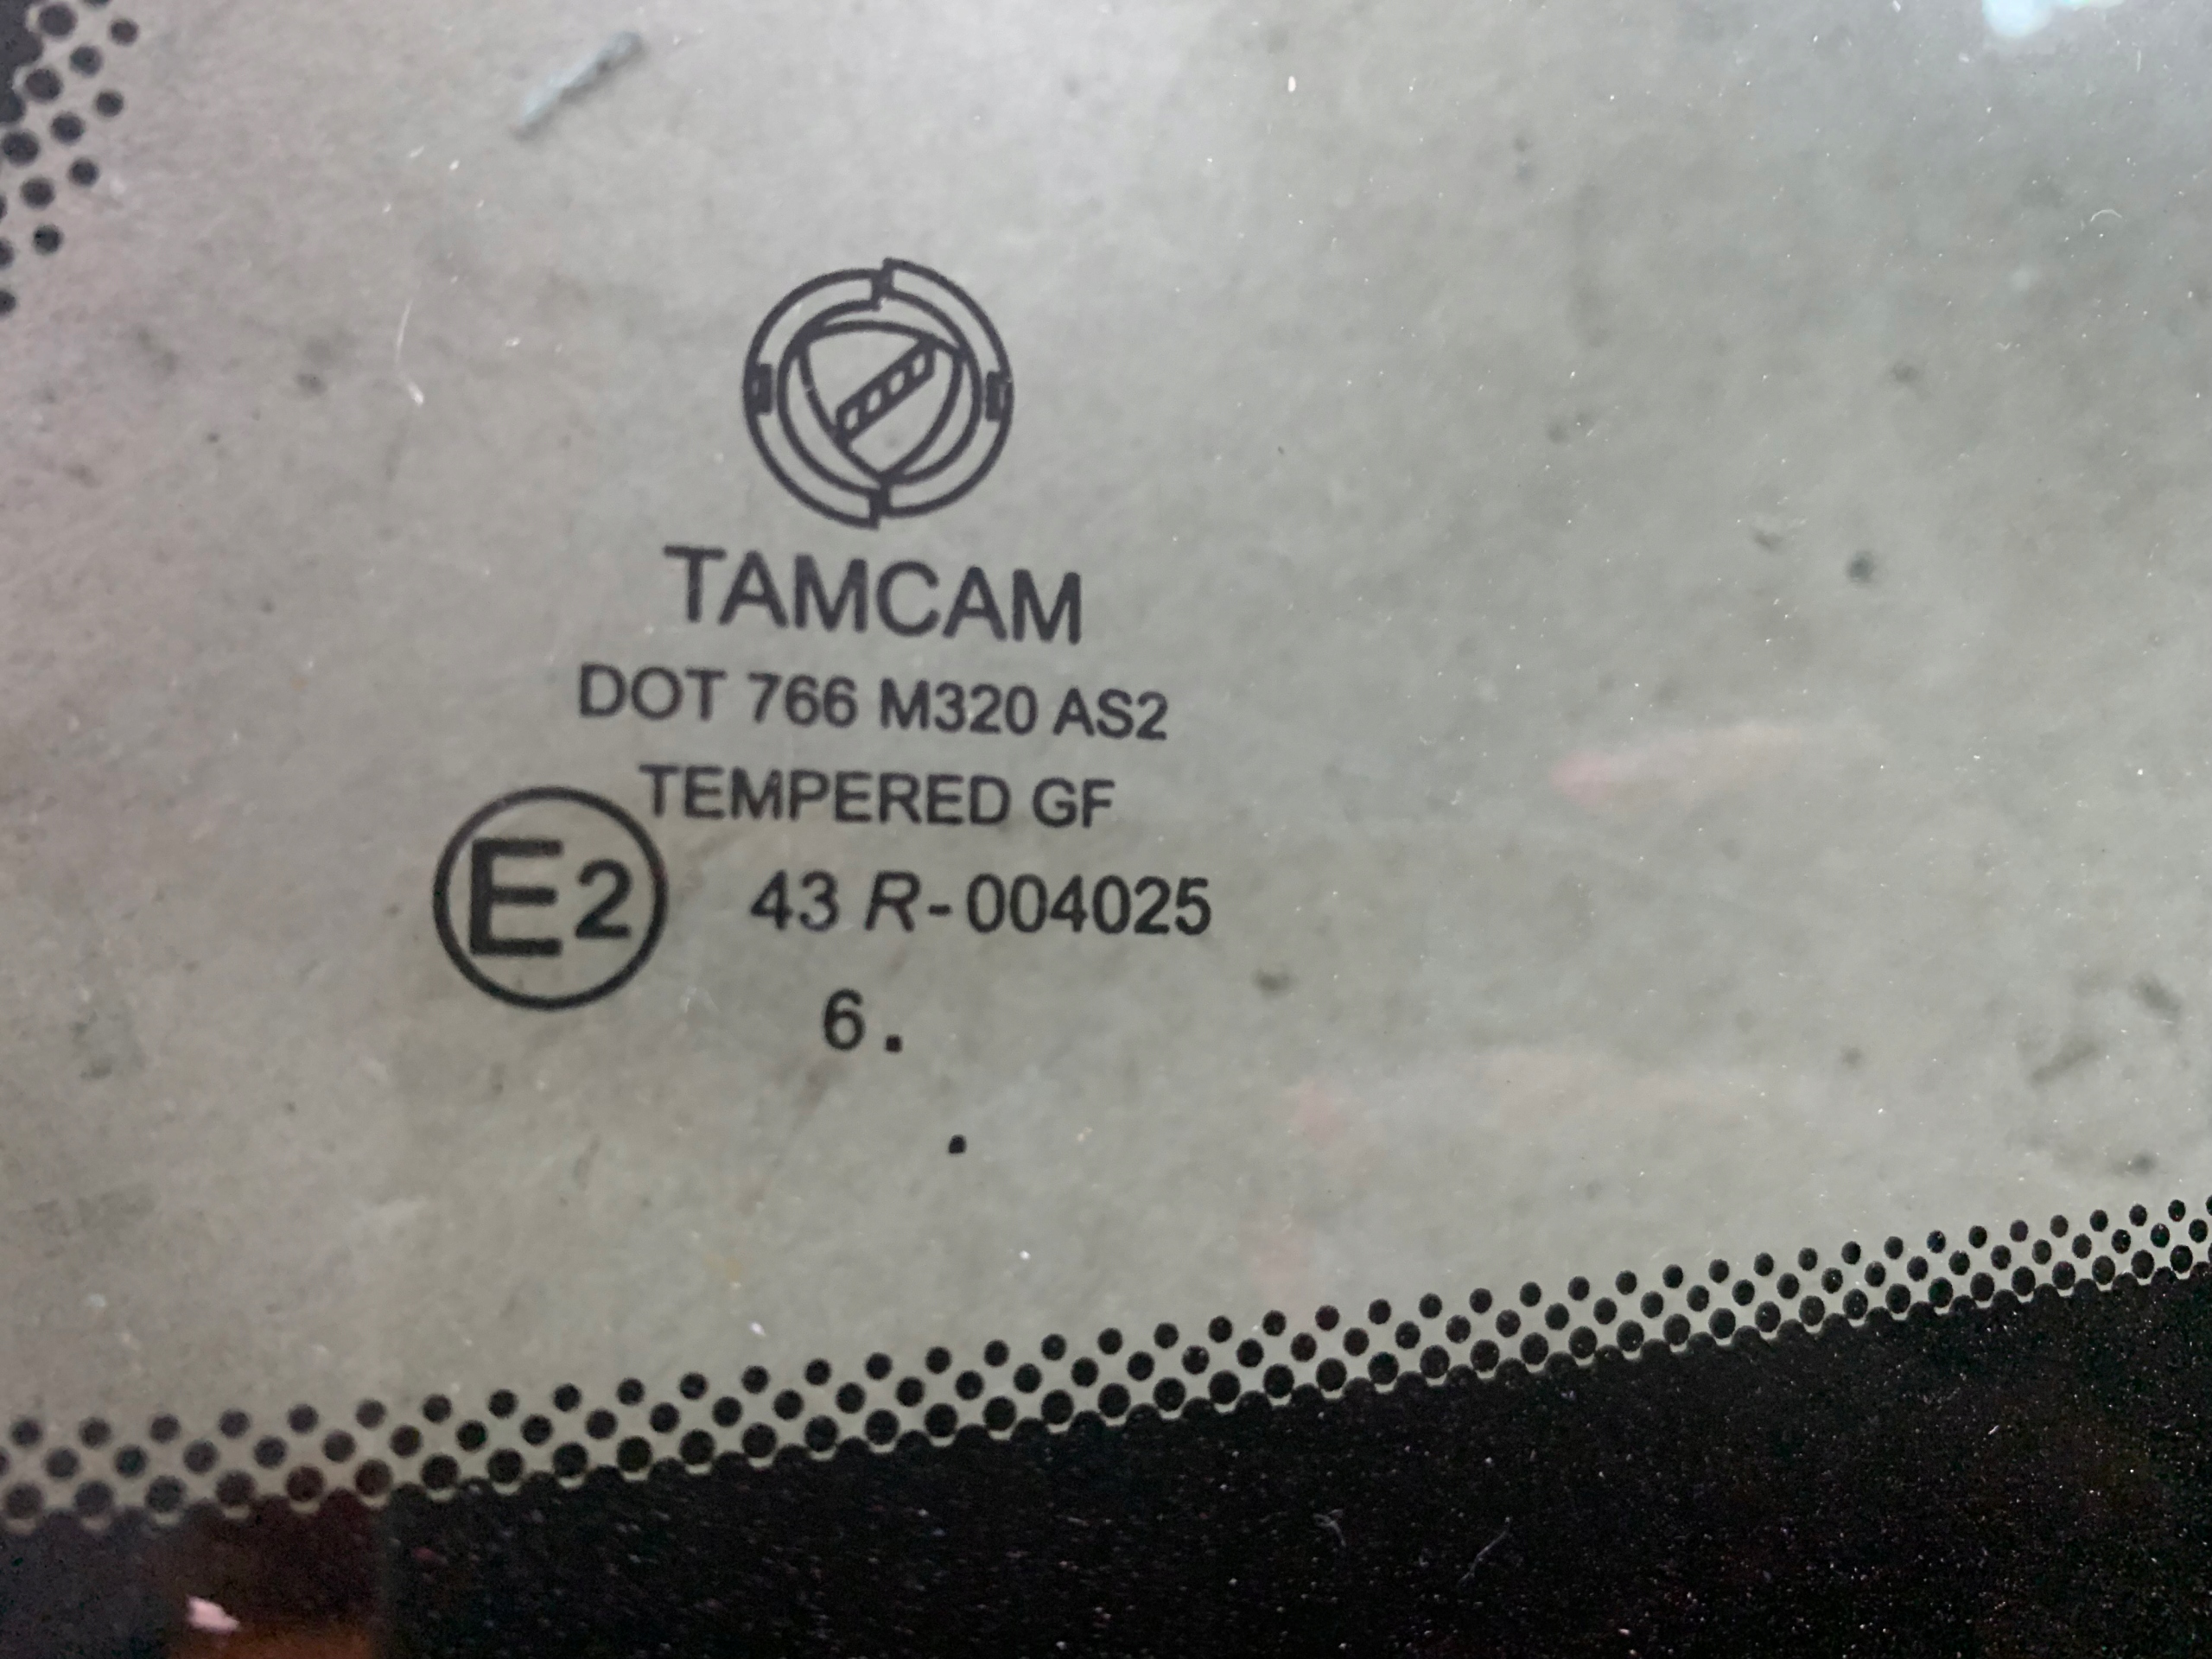 TAMCAM
DOT 766 M320 AS2
TEMPERED GF
E2 43 R-004025
6.
.